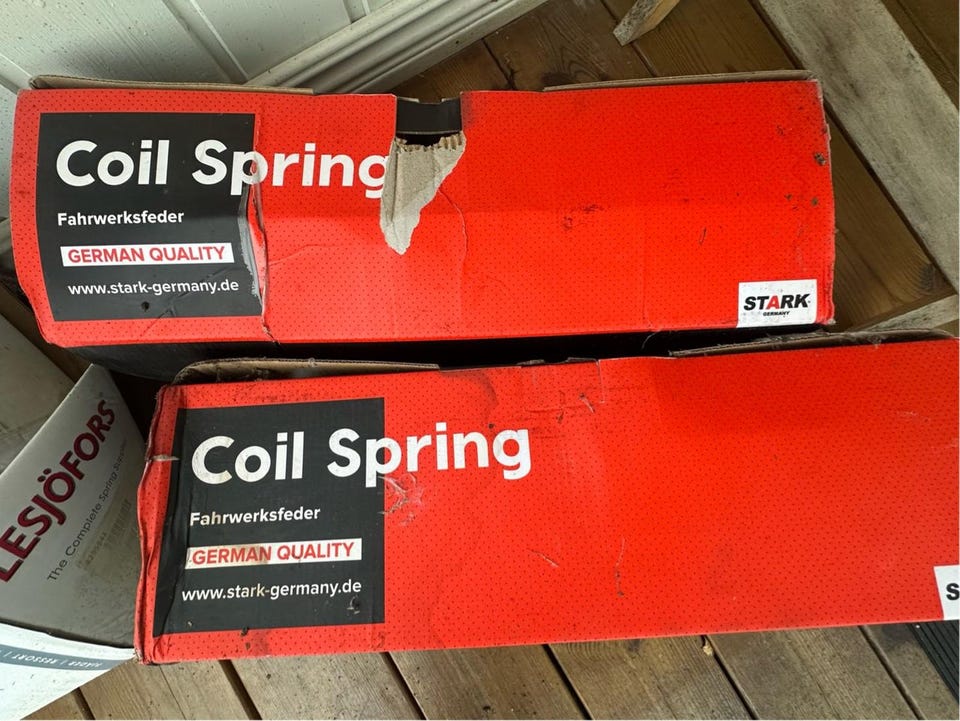 Coil Spring
Fahrwerksfeder
GERMAN QUALITY
www.stark-germany.de
STARK
GERMANY
Coil Spring
Fahrwerksfeder
GERMAN QUALITY
www.stark-germany.de
S
LESJÖFORS
The Complete Spring